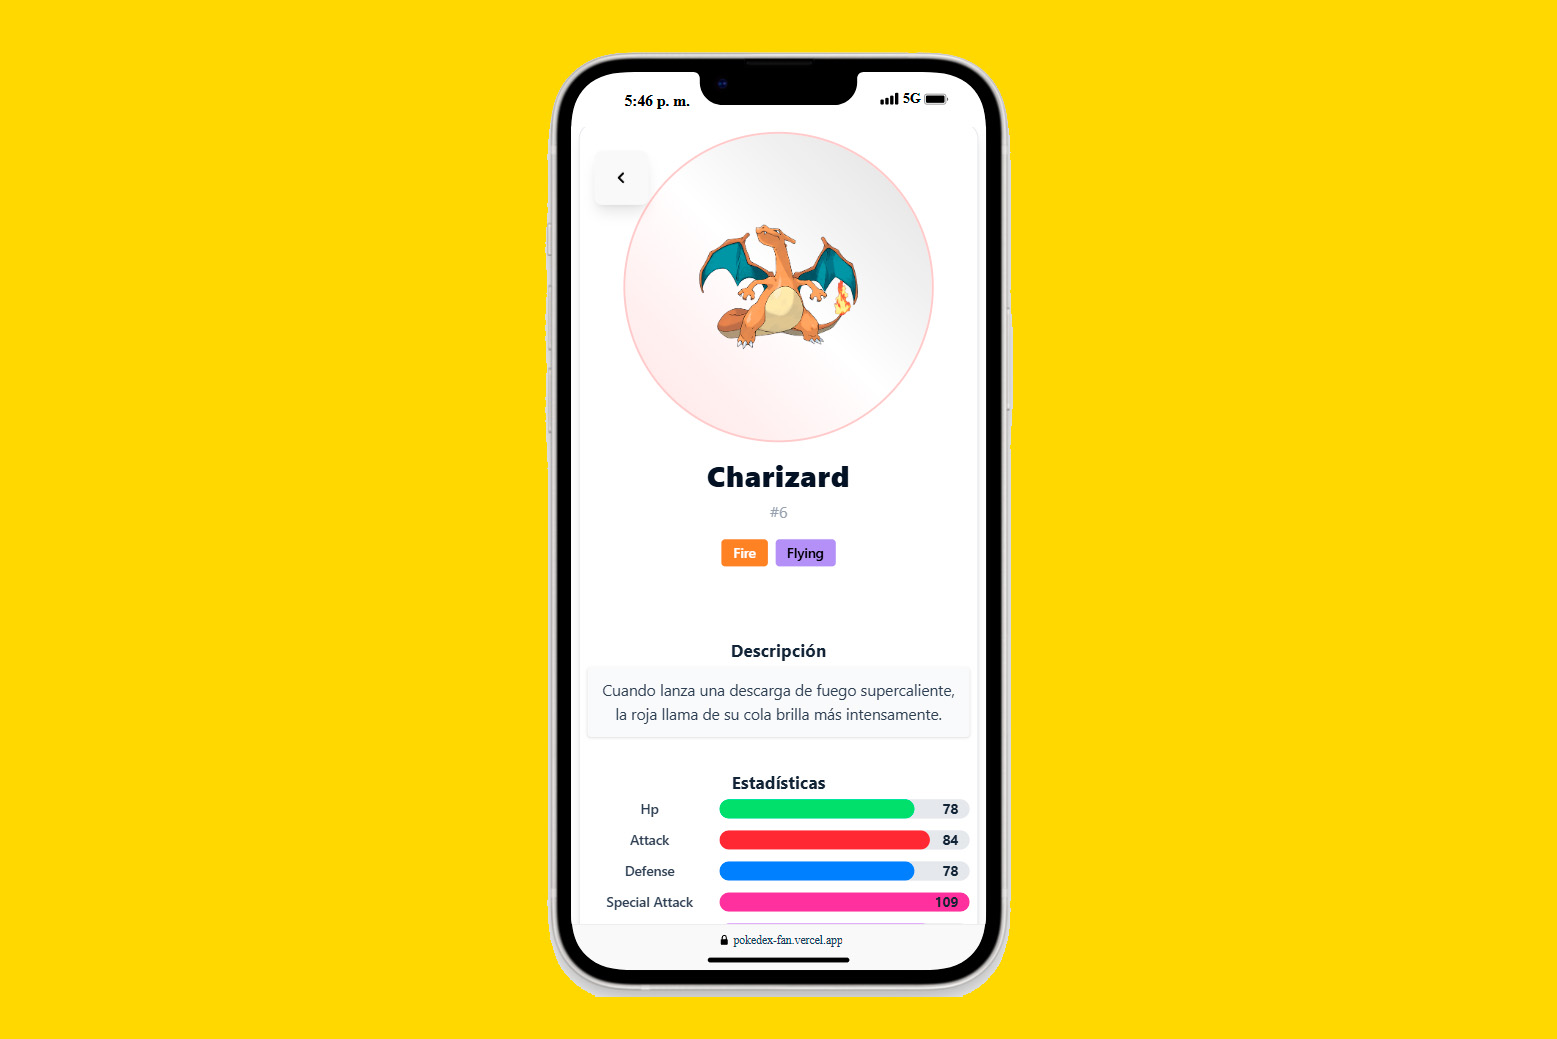 5:46 p. m.
5G
Charizard
#6
Fire
Flying
Descripción
Cuando lanza una descarga de fuego supercaliente,
la roja llama de su cola brilla más intensamente.
Estadísticas
Hp 78
Attack 84
Defense 78
Special Attack 109
pokedex-fan.vercel.app